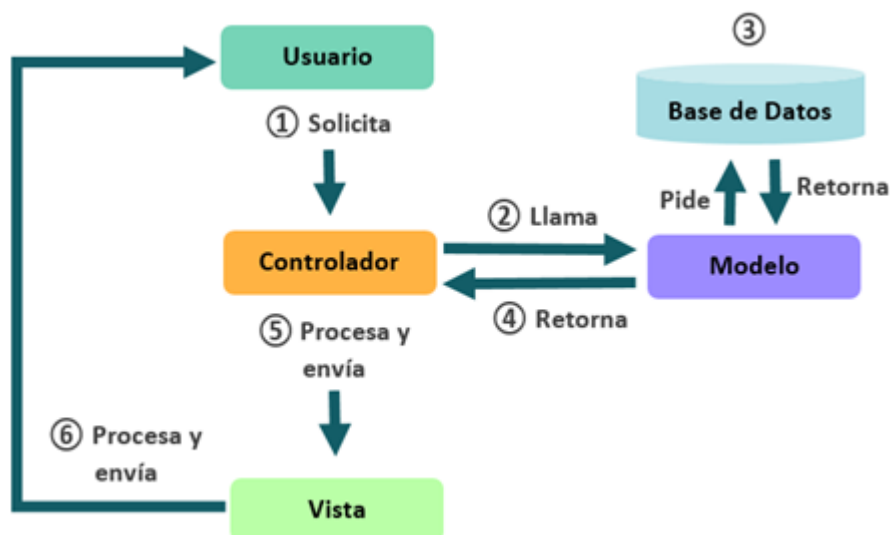 Usuario
③
Base de Datos
① Solicita
Pide
Retorna
② Llama
Controlador
Modelo
④ Retorna
⑤ Procesa y
envía
⑥ Procesa y
envía
Vista